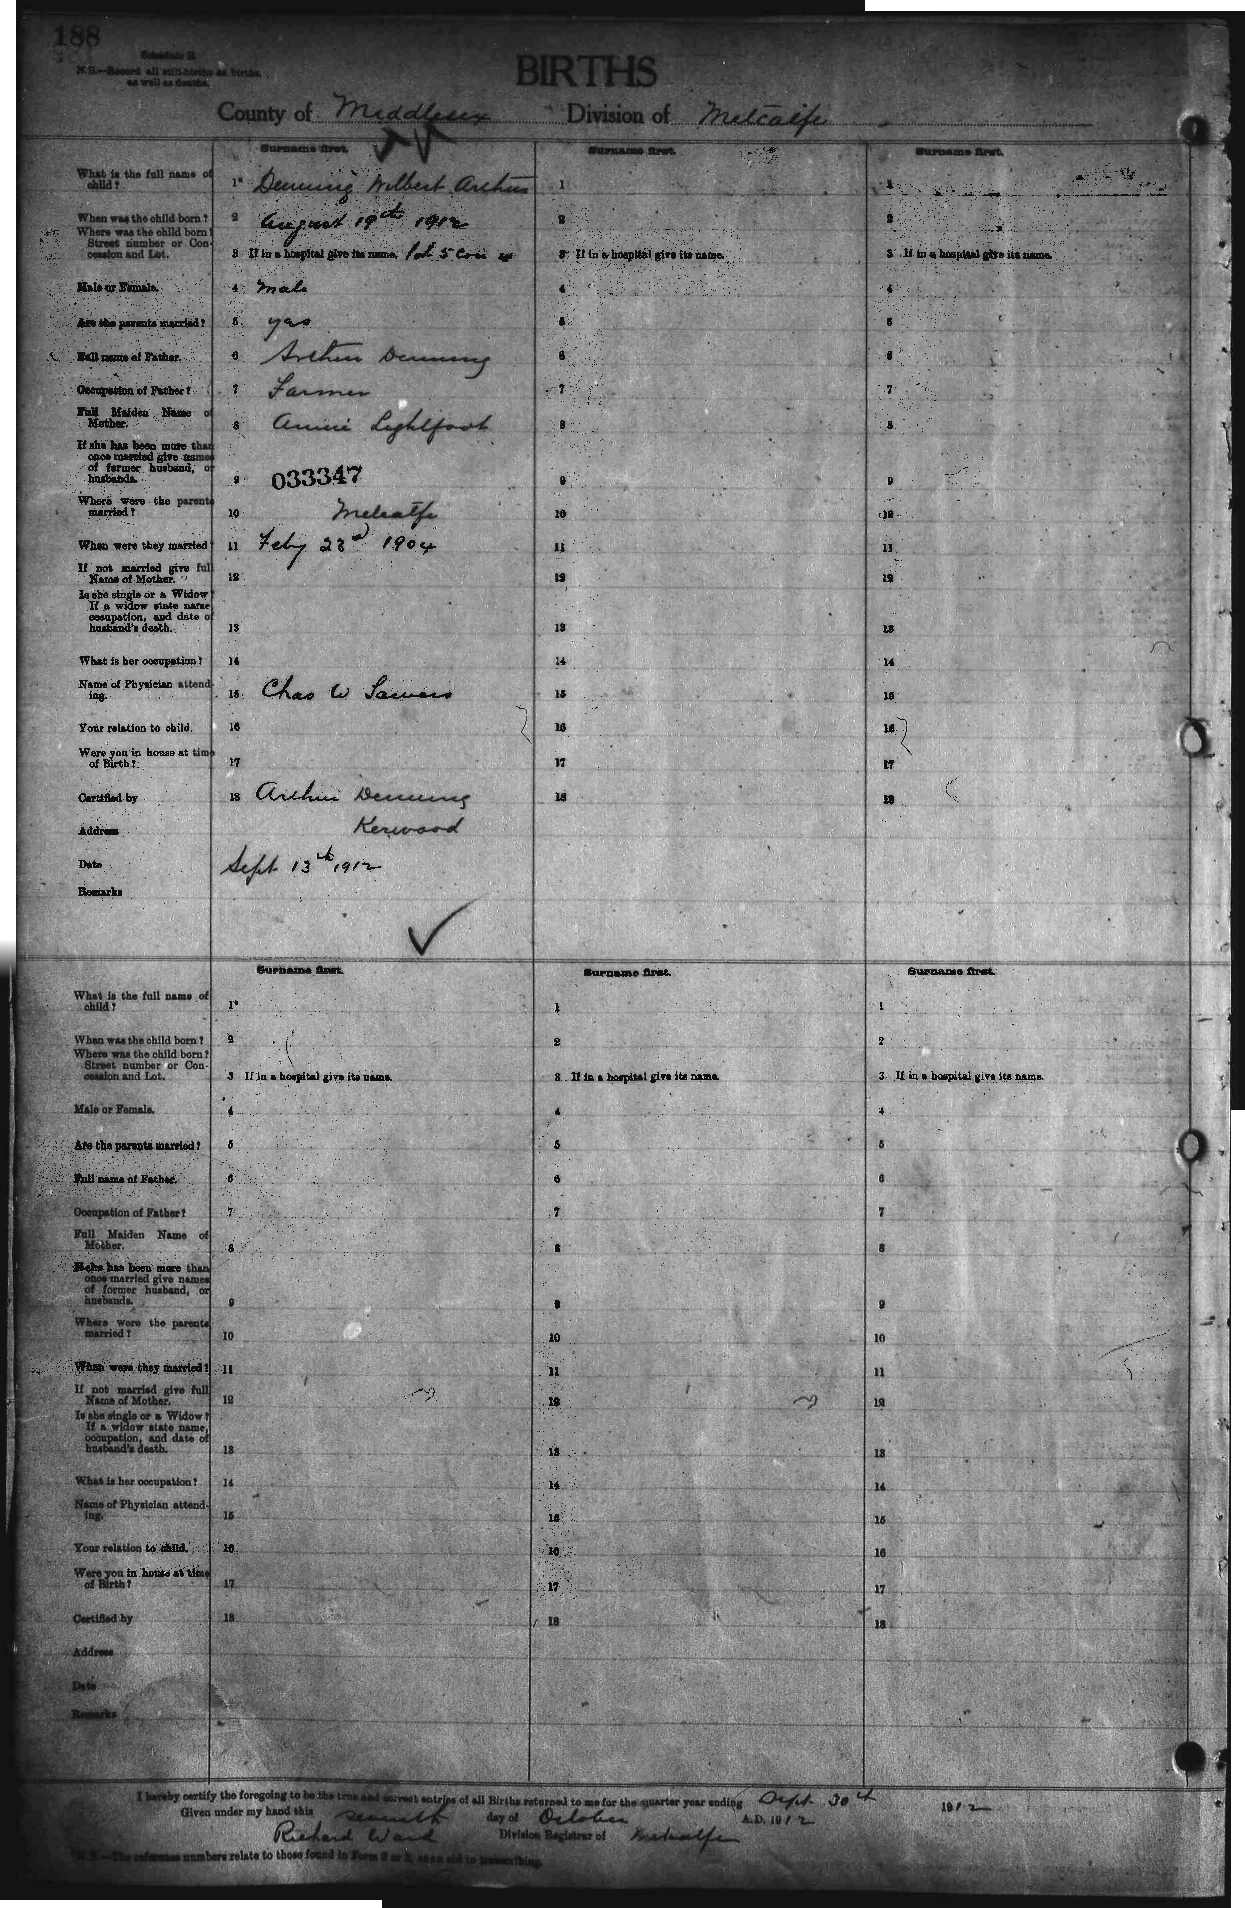 188
Schedule B.
N.B.—Record all still-births as births,
as well as deaths.
BIRTHS
County of Middlesex Division of Metcalfe
Surname first. Surname first. Surname first.
What is the full name of
child? 1 Denning Wilbert Arthur 1 1
When was the child born? 2 August 19th 1912 2 2
Where was the child born?
Street number or Con-
cession and Lot. 3 If in a hospital give its name. lot 5 Con 3 If in a hospital give its name. 3 If in a hospital give its name.
Male or Female. 4 male 4 4
Are the parents married? 5 yes 5 5
Full name of Father. 6 Arthur Denning 6 6
Occupation of Father? 7 Farmer 7 7
Full Maiden Name of
Mother. 8 Annie Lightfoot 8 8
If she has been more than
once married give names
of former husband, or
husbands. 9 033347 9 9
Where were the parents
married? 10 Metcalfe 10 10
When were they married? 11 Feby 23rd 1904 11 11
If not married give full
Name of Mother. 12 12 12
Is she single or a Widow?
If a widow state name,
occupation, and date of
husband's death. 13 13 13
What is her occupation? 14 14 14
Name of Physician attend-
ing. 15 Chas W Sawers 15 15
Your relation to child. 16 16 16
Were you in house at time
of Birth? 17 17 17
Certified by 18 Arthur Denning 18 18
Address Kerwood
Date Sept 13th 1912
Remarks
Surname first. Surname first. Surname first.
What is the full name of
child? 1 1 1
When was the child born? 2 2 2
Where was the child born?
Street number or Con-
cession and Lot. 3 If in a hospital give its name. 3 If in a hospital give its name. 3 If in a hospital give its name.
Male or Female. 4 4 4
Are the parents married? 5 5 5
Full name of Father. 6 6 6
Occupation of Father? 7 7 7
Full Maiden Name of
Mother. 8 8 8
If she has been more than
once married give names
of former husband, or
husbands. 9 9 9
Where were the parents
married? 10 10 10
When were they married? 11 11 11
If not married give full
Name of Mother. 12 12 12
Is she single or a Widow?
If a widow state name,
occupation, and date of
husband's death. 13 13 13
What is her occupation? 14 14 14
Name of Physician attend-
ing. 15 15 15
Your relation to child. 16 16 16
Were you in house at time
of Birth? 17 17 17
Certified by 18 18 18
Address
Date
Remarks
I hereby certify the foregoing to be the true and correct entries of all Births returned to me for the quarter year ending Sept 30th 1912
Given under my hand this seventh day of October A.D. 1912
Richard Ward Division Registrar of Metcalfe
N.B.—The reference numbers relate to those found in Form 2 or 3, as an aid to transcribing.